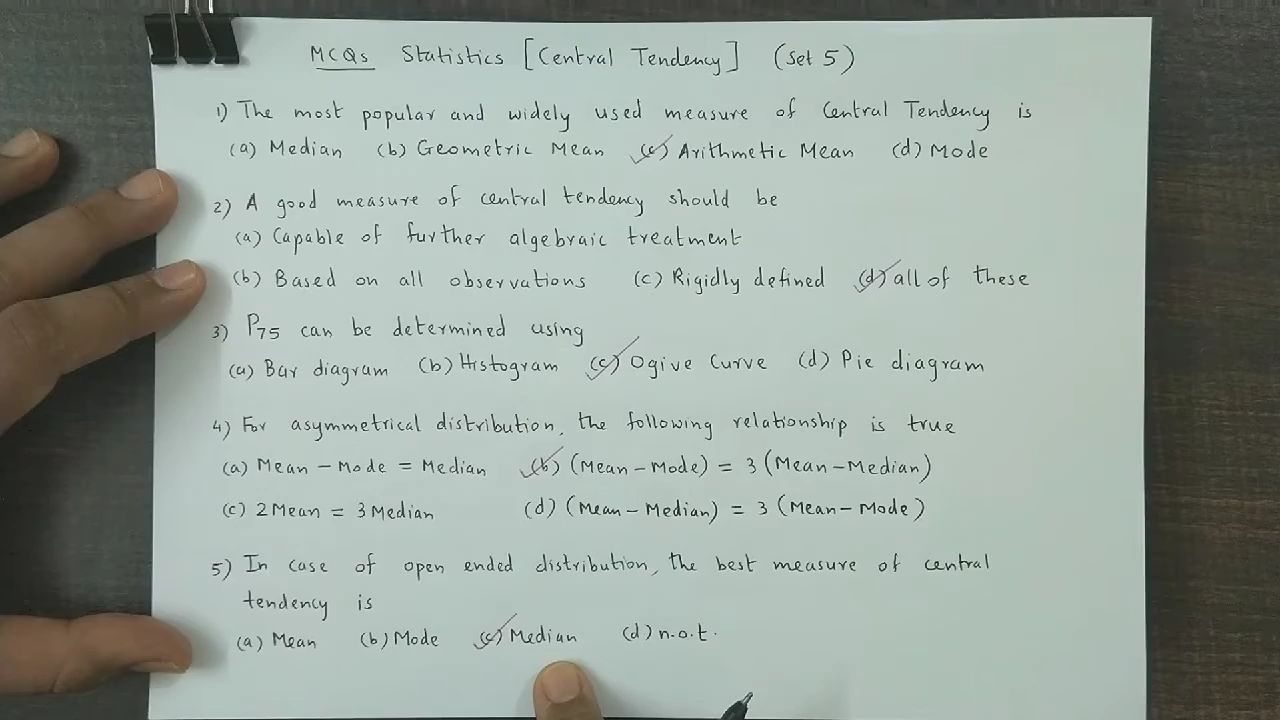 MCQs Statistics [Central Tendency] (Set 5)
1) The most popular and widely used measure of Central Tendency is
(a) Median (b) Geometric Mean (c) Arithmetic Mean (d) Mode
2) A good measure of central tendency should be
(a) Capable of further algebraic treatment
(b) Based on all observations (c) Rigidly defined (d) all of these
3) P75 can be determined using
(a) Bar diagram (b) Histogram (c) Ogive Curve (d) Pie diagram
4) For asymmetrical distribution, the following relationship is true
(a) Mean - Mode = Median (b) (Mean - Mode) = 3 (Mean - Median)
(c) 2 Mean = 3 Median (d) (Mean - Median) = 3 (Mean - Mode)
5) In case of open ended distribution, the best measure of central
tendency is
(a) Mean (b) Mode (c) Median (d) n.o.t.